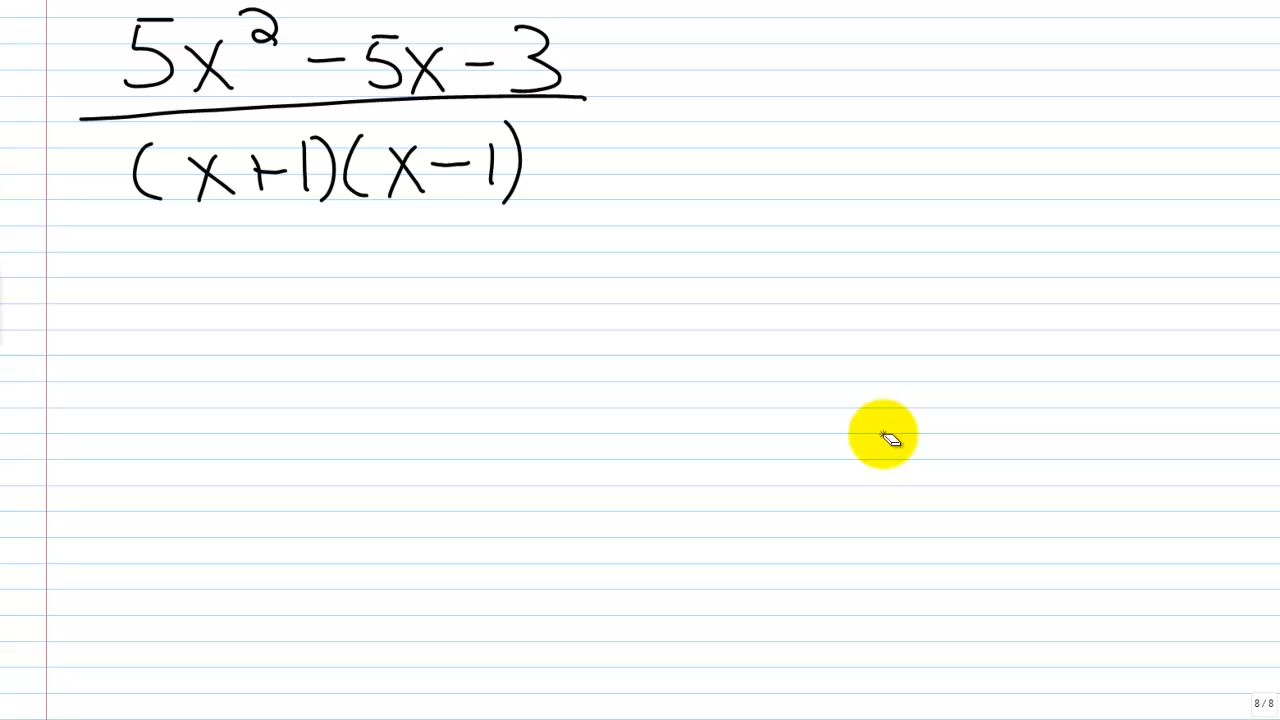 5x² - 5x - 3
(x+1)(x-1)
8/8